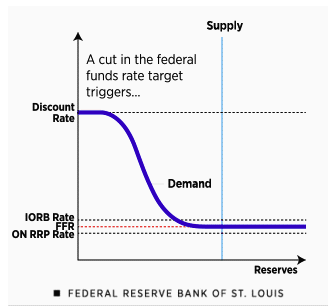 Supply
A cut in the federal
funds rate target
triggers...
Discount
Rate
Demand
IORB Rate
FFR
ON RRP Rate
Reserves
FEDERAL RESERVE BANK OF ST. LOUIS